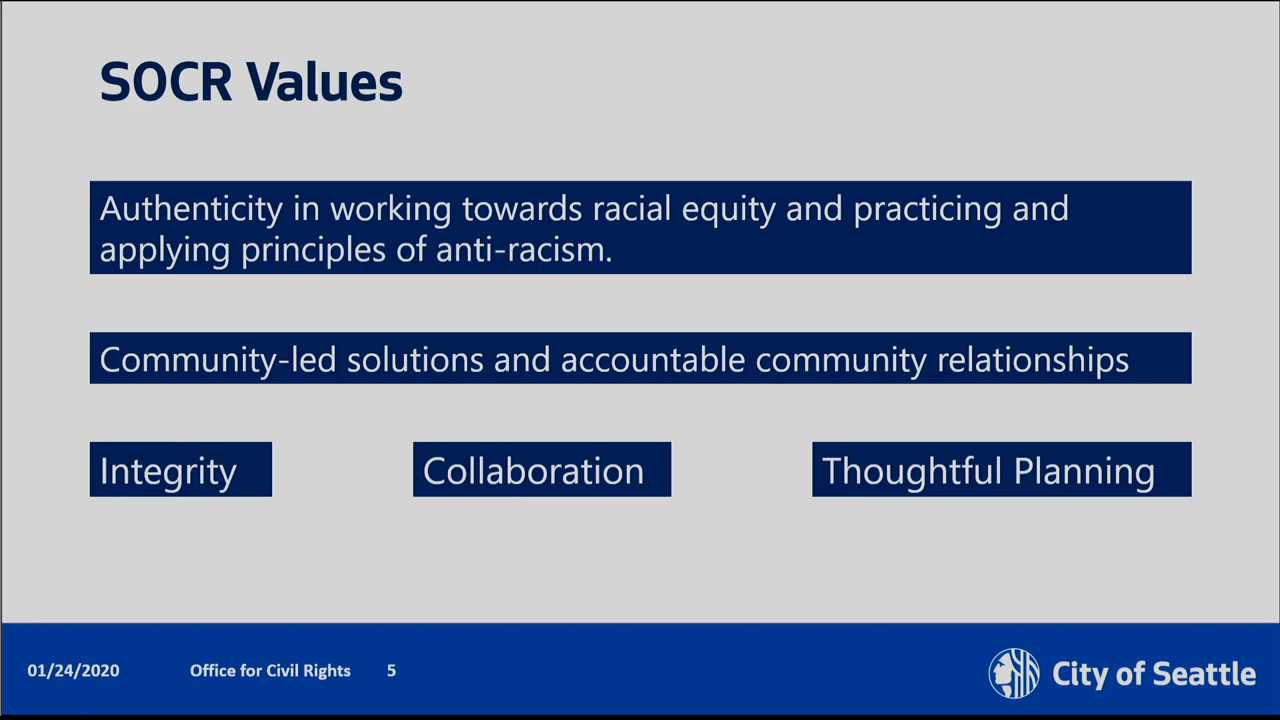 SOCR Values
Authenticity in working towards racial equity and practicing and
applying principles of anti-racism.
Community-led solutions and accountable community relationships
Integrity
Collaboration
Thoughtful Planning
01/24/2020
Office for Civil Rights
5
City of Seattle